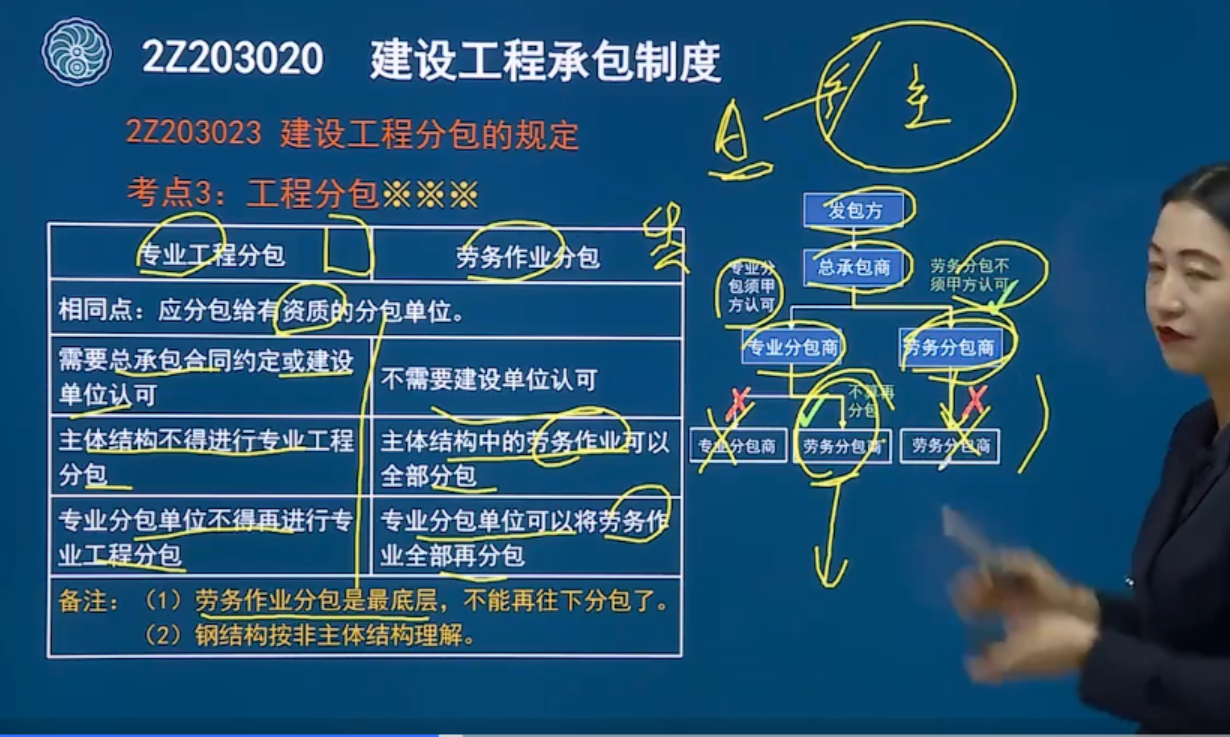 2Z203020 建设工程承包制度
2Z203023 建设工程分包的规定
考点3：工程分包※※※
专业工程分包 劳务作业分包
相同点：应分包给有资质的分包单位。
需要总承包合同约定或建设
单位认可
不需要建设单位认可
主体结构不得进行专业工程
分包
主体结构中的劳务作业可以
全部分包
专业分包单位不得再进行专
业工程分包
专业分包单位可以将劳务作
业全部再分包
备注：（1）劳务作业分包是最底层，不能再往下分包了。
（2）钢结构按非主体结构理解。
A
主
发包方
总承包商
专业分
包须甲
方认可
劳务分包不
须甲方认可
专业分包商
劳务分包商
不算再
分包
专业分包商
劳务分包商
劳务分包商